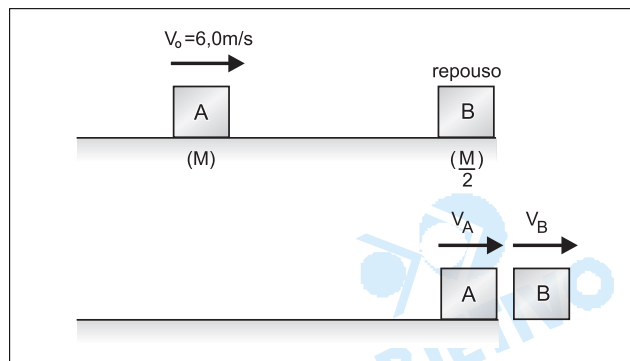 V₀ = 6,0m/s
repouso
A
B
(M)
(M/2)
V_A
V_B
A
B